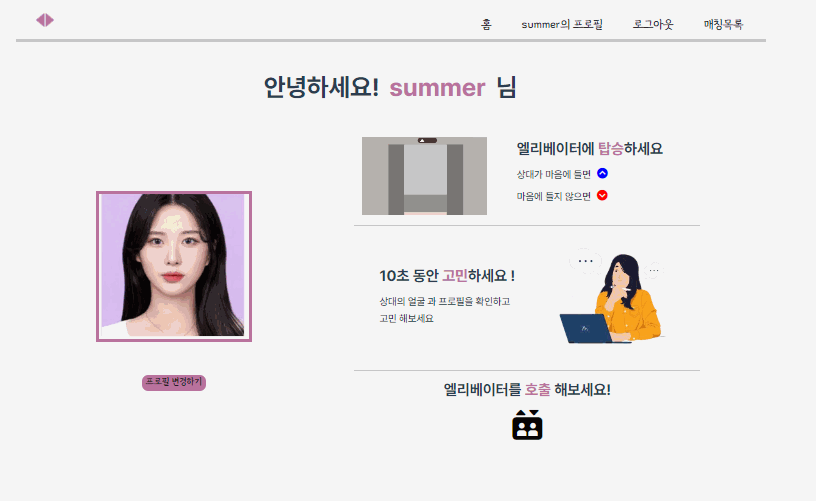 홈 summer의 프로필 로그아웃 매칭목록
안녕하세요! summer 님
엘리베이터에 탑승하세요
상대가 마음에 들면
마음에 들지 않으면
10초 동안 고민하세요 !
상대의 얼굴 과 프로필을 확인하고
고민 해보세요
프로필 변경하기
엘리베이터를 호출 해보세요!